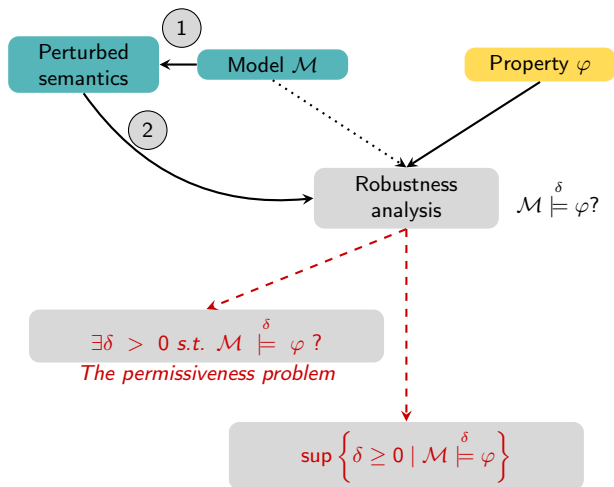 1
Perturbed
semantics
Model ℳ
Property φ
2
Robustness
analysis
ℳ ⊨^δ φ?
∃δ > 0 s.t. ℳ ⊨^δ φ ?
The permissiveness problem
sup {δ ≥ 0 | ℳ ⊨^δ φ}